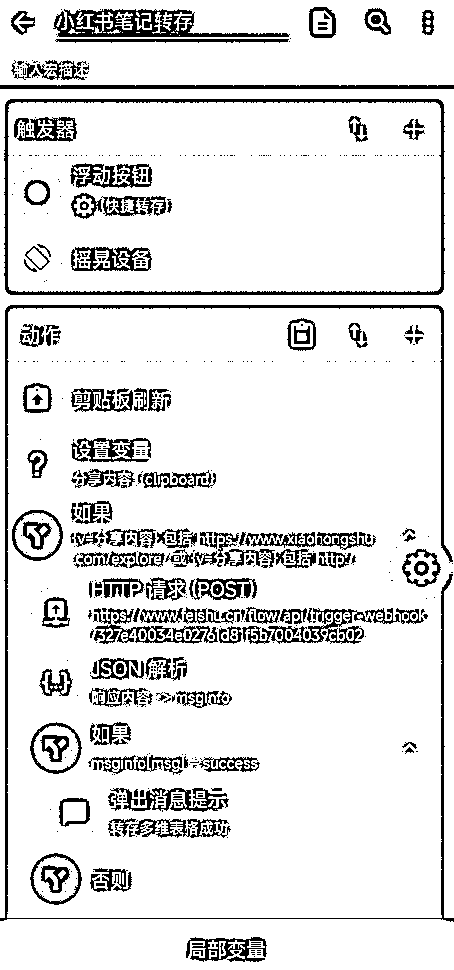 小红书笔记转存
输入宏描述
触发器
浮动按钮
(快捷转存)
摇晃设备
动作
剪贴板刷新
设置变量
分享内容: {clipboard}
如果
{v=分享内容} 包括 https://www.xiaohongshu.
com/explore/ 或 {v=分享内容} 包括 http:/
HTTP 请求 (POST)
https://www.feishu.cn/flow/api/trigger-webhook
JSON 解析
响应内容 -> msginfo
如果
msginfo[msg] = success
弹出消息提示
转存多维表格成功
否则
局部变量